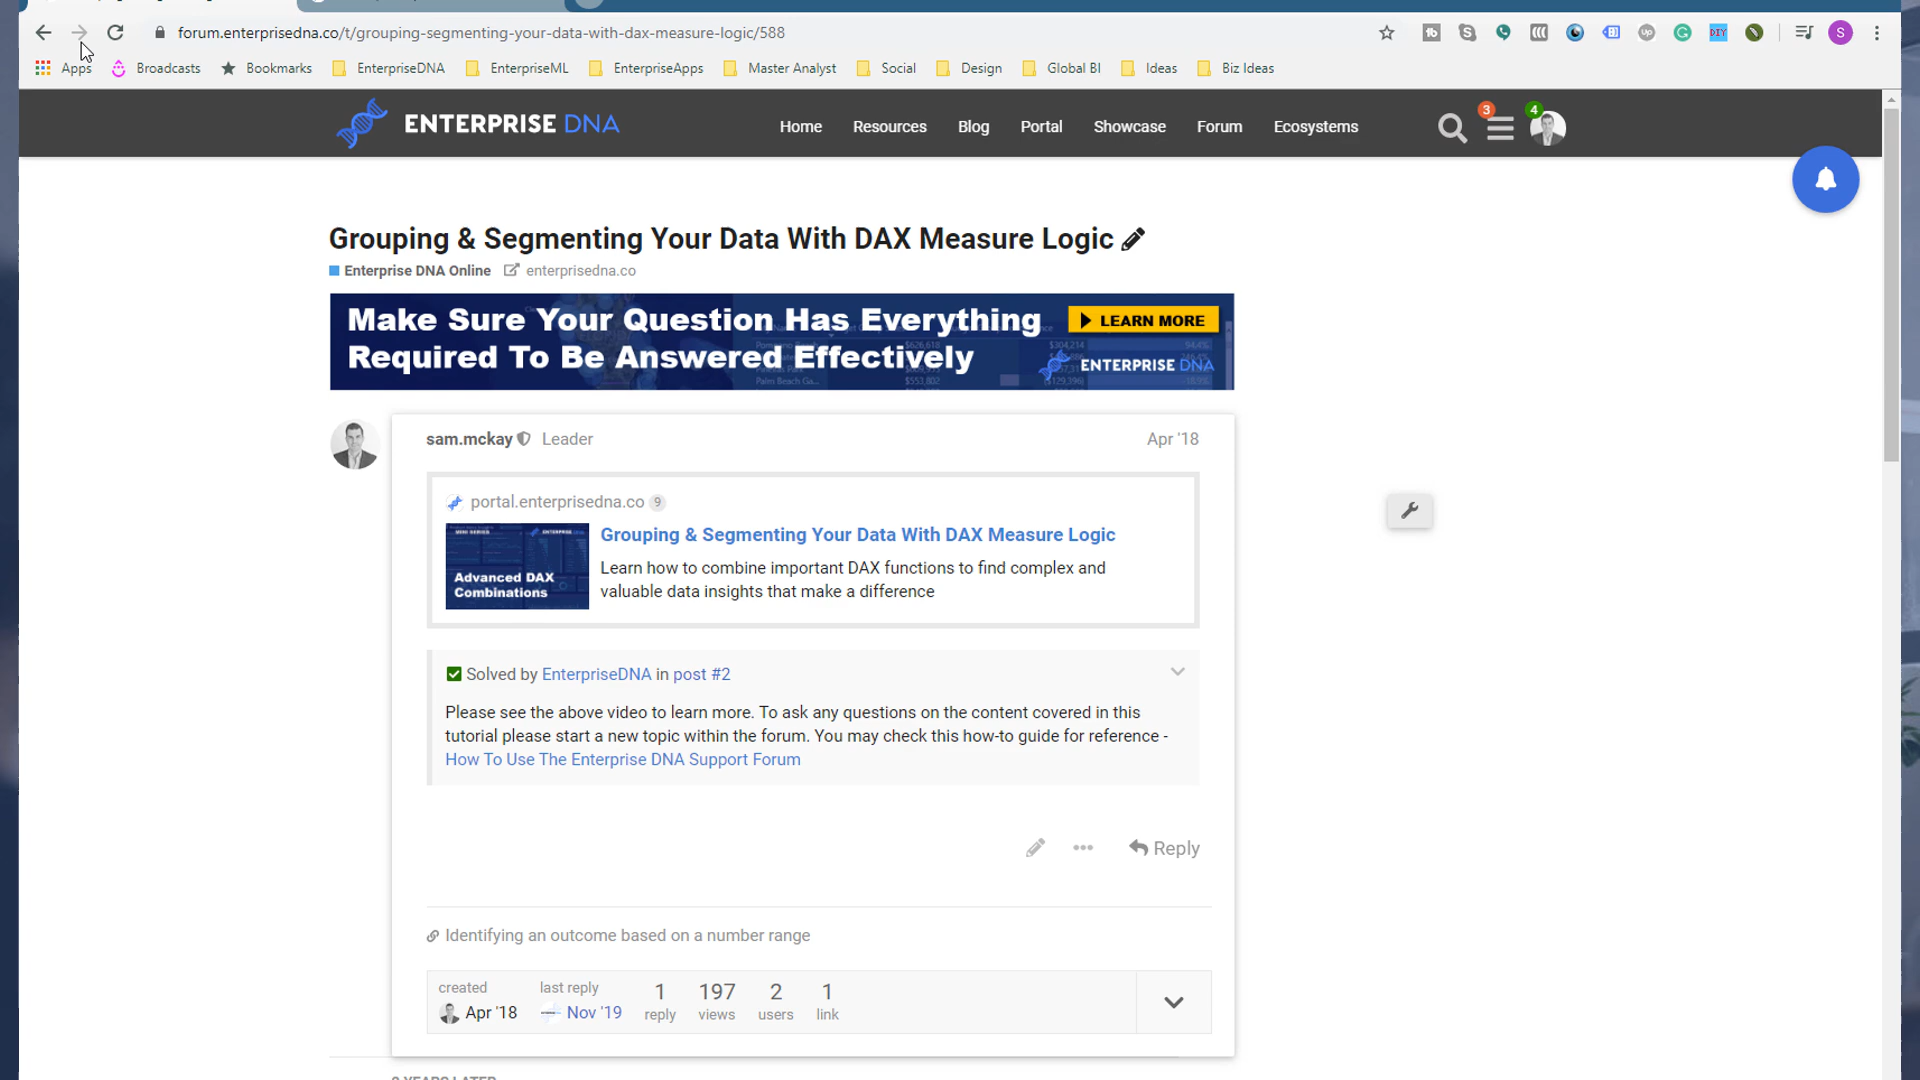 forum.enterprisedna.co/t/grouping-segmenting-your-data-with-dax-measure-logic/588
Apps Broadcasts Bookmarks EnterpriseDNA EnterpriseML EnterpriseApps Master Analyst Social Design Global BI Ideas Biz Ideas
ENTERPRISE DNA Home Resources Blog Portal Showcase Forum Ecosystems 3 4
Grouping & Segmenting Your Data With DAX Measure Logic
Enterprise DNA Online enterprisedna.co
Make Sure Your Question Has Everything
Required To Be Answered Effectively
LEARN MORE
ENTERPRISE DNA
sam.mckay Leader Apr '18
portal.enterprisedna.co 9
Advanced DAX
Combinations
Grouping & Segmenting Your Data With DAX Measure Logic
Learn how to combine important DAX functions to find complex and
valuable data insights that make a difference
Solved by EnterpriseDNA in post #2
Please see the above video to learn more. To ask any questions on the content covered in this
tutorial please start a new topic within the forum. You may check this how-to guide for reference -
How To Use The Enterprise DNA Support Forum
Reply
Identifying an outcome based on a number range
created last reply 1 197 2 1
Apr '18 Nov '19 reply views users link